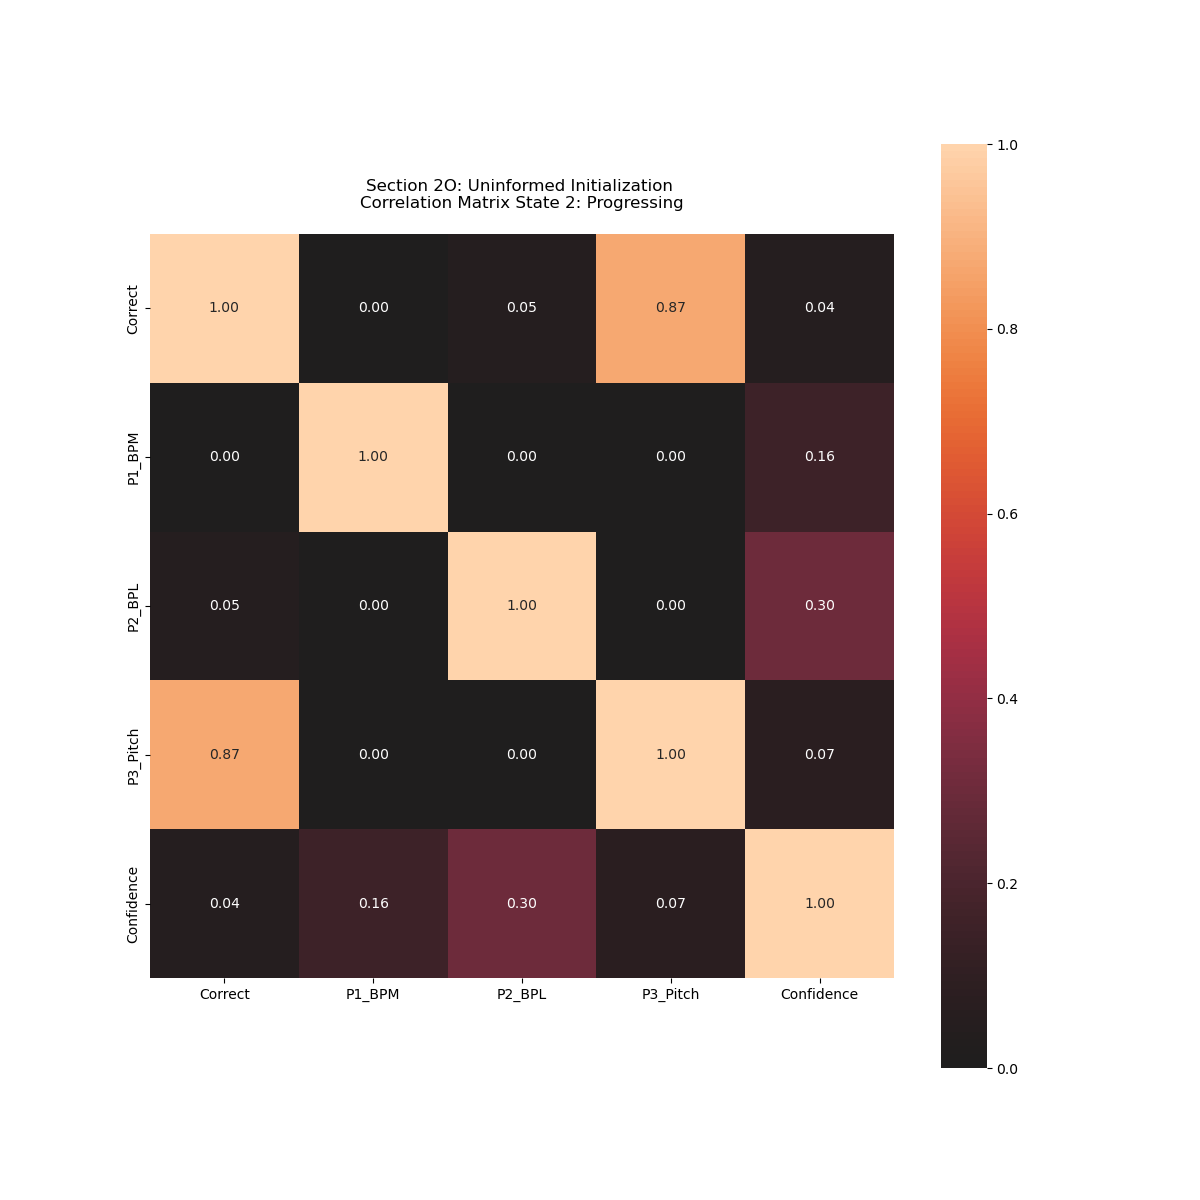 Section 2O: Uninformed Initialization
Correlation Matrix State 2: Progressing
1.0
0.8
0.6
0.4
0.2
0.0
Correct
1.00 0.00 0.05 0.87 0.04
P1_BPM
0.00 1.00 0.00 0.00 0.16
P2_BPL
0.05 0.00 1.00 0.00 0.30
P3_Pitch
0.87 0.00 0.00 1.00 0.07
Confidence
0.04 0.16 0.30 0.07 1.00
Correct P1_BPM P2_BPL P3_Pitch Confidence